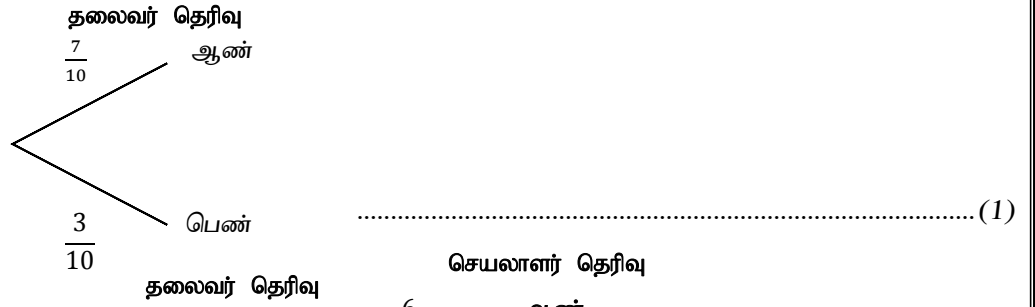 தலைவர் தெரிவு
7/10 ஆண்
3/10 பெண் ........................................................................................(1)
செயலாளர் தெரிவு
தலைவர் தெரிவு